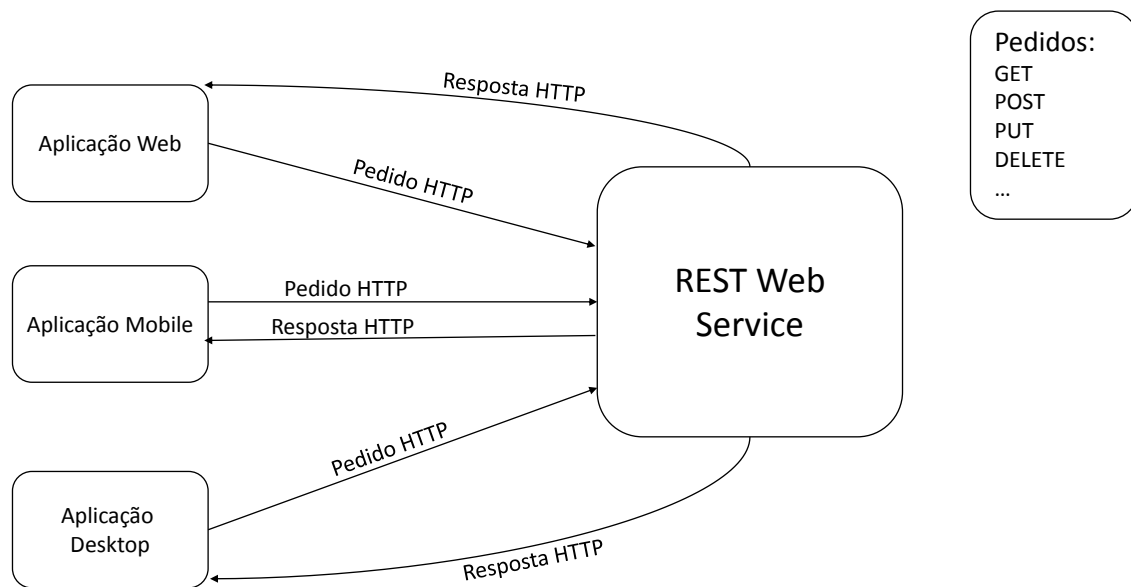 Pedidos:
GET
POST
PUT
DELETE
...
Resposta HTTP
Aplicação Web
Pedido HTTP
REST Web
Service
Pedido HTTP
Aplicação Mobile
Resposta HTTP
Pedido HTTP
Aplicação
Desktop
Resposta HTTP